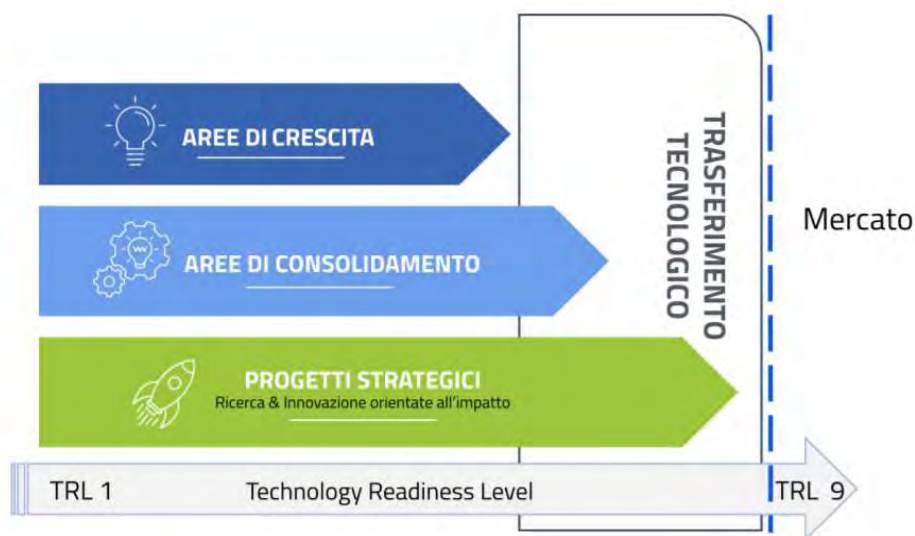 AREE DI CRESCITA
AREE DI CONSOLIDAMENTO
PROGETTI STRATEGICI
Ricerca & Innovazione orientate all'impatto
TRASFERIMENTO
TECNOLOGICO
Mercato
TRL 1
Technology Readiness Level
TRL 9